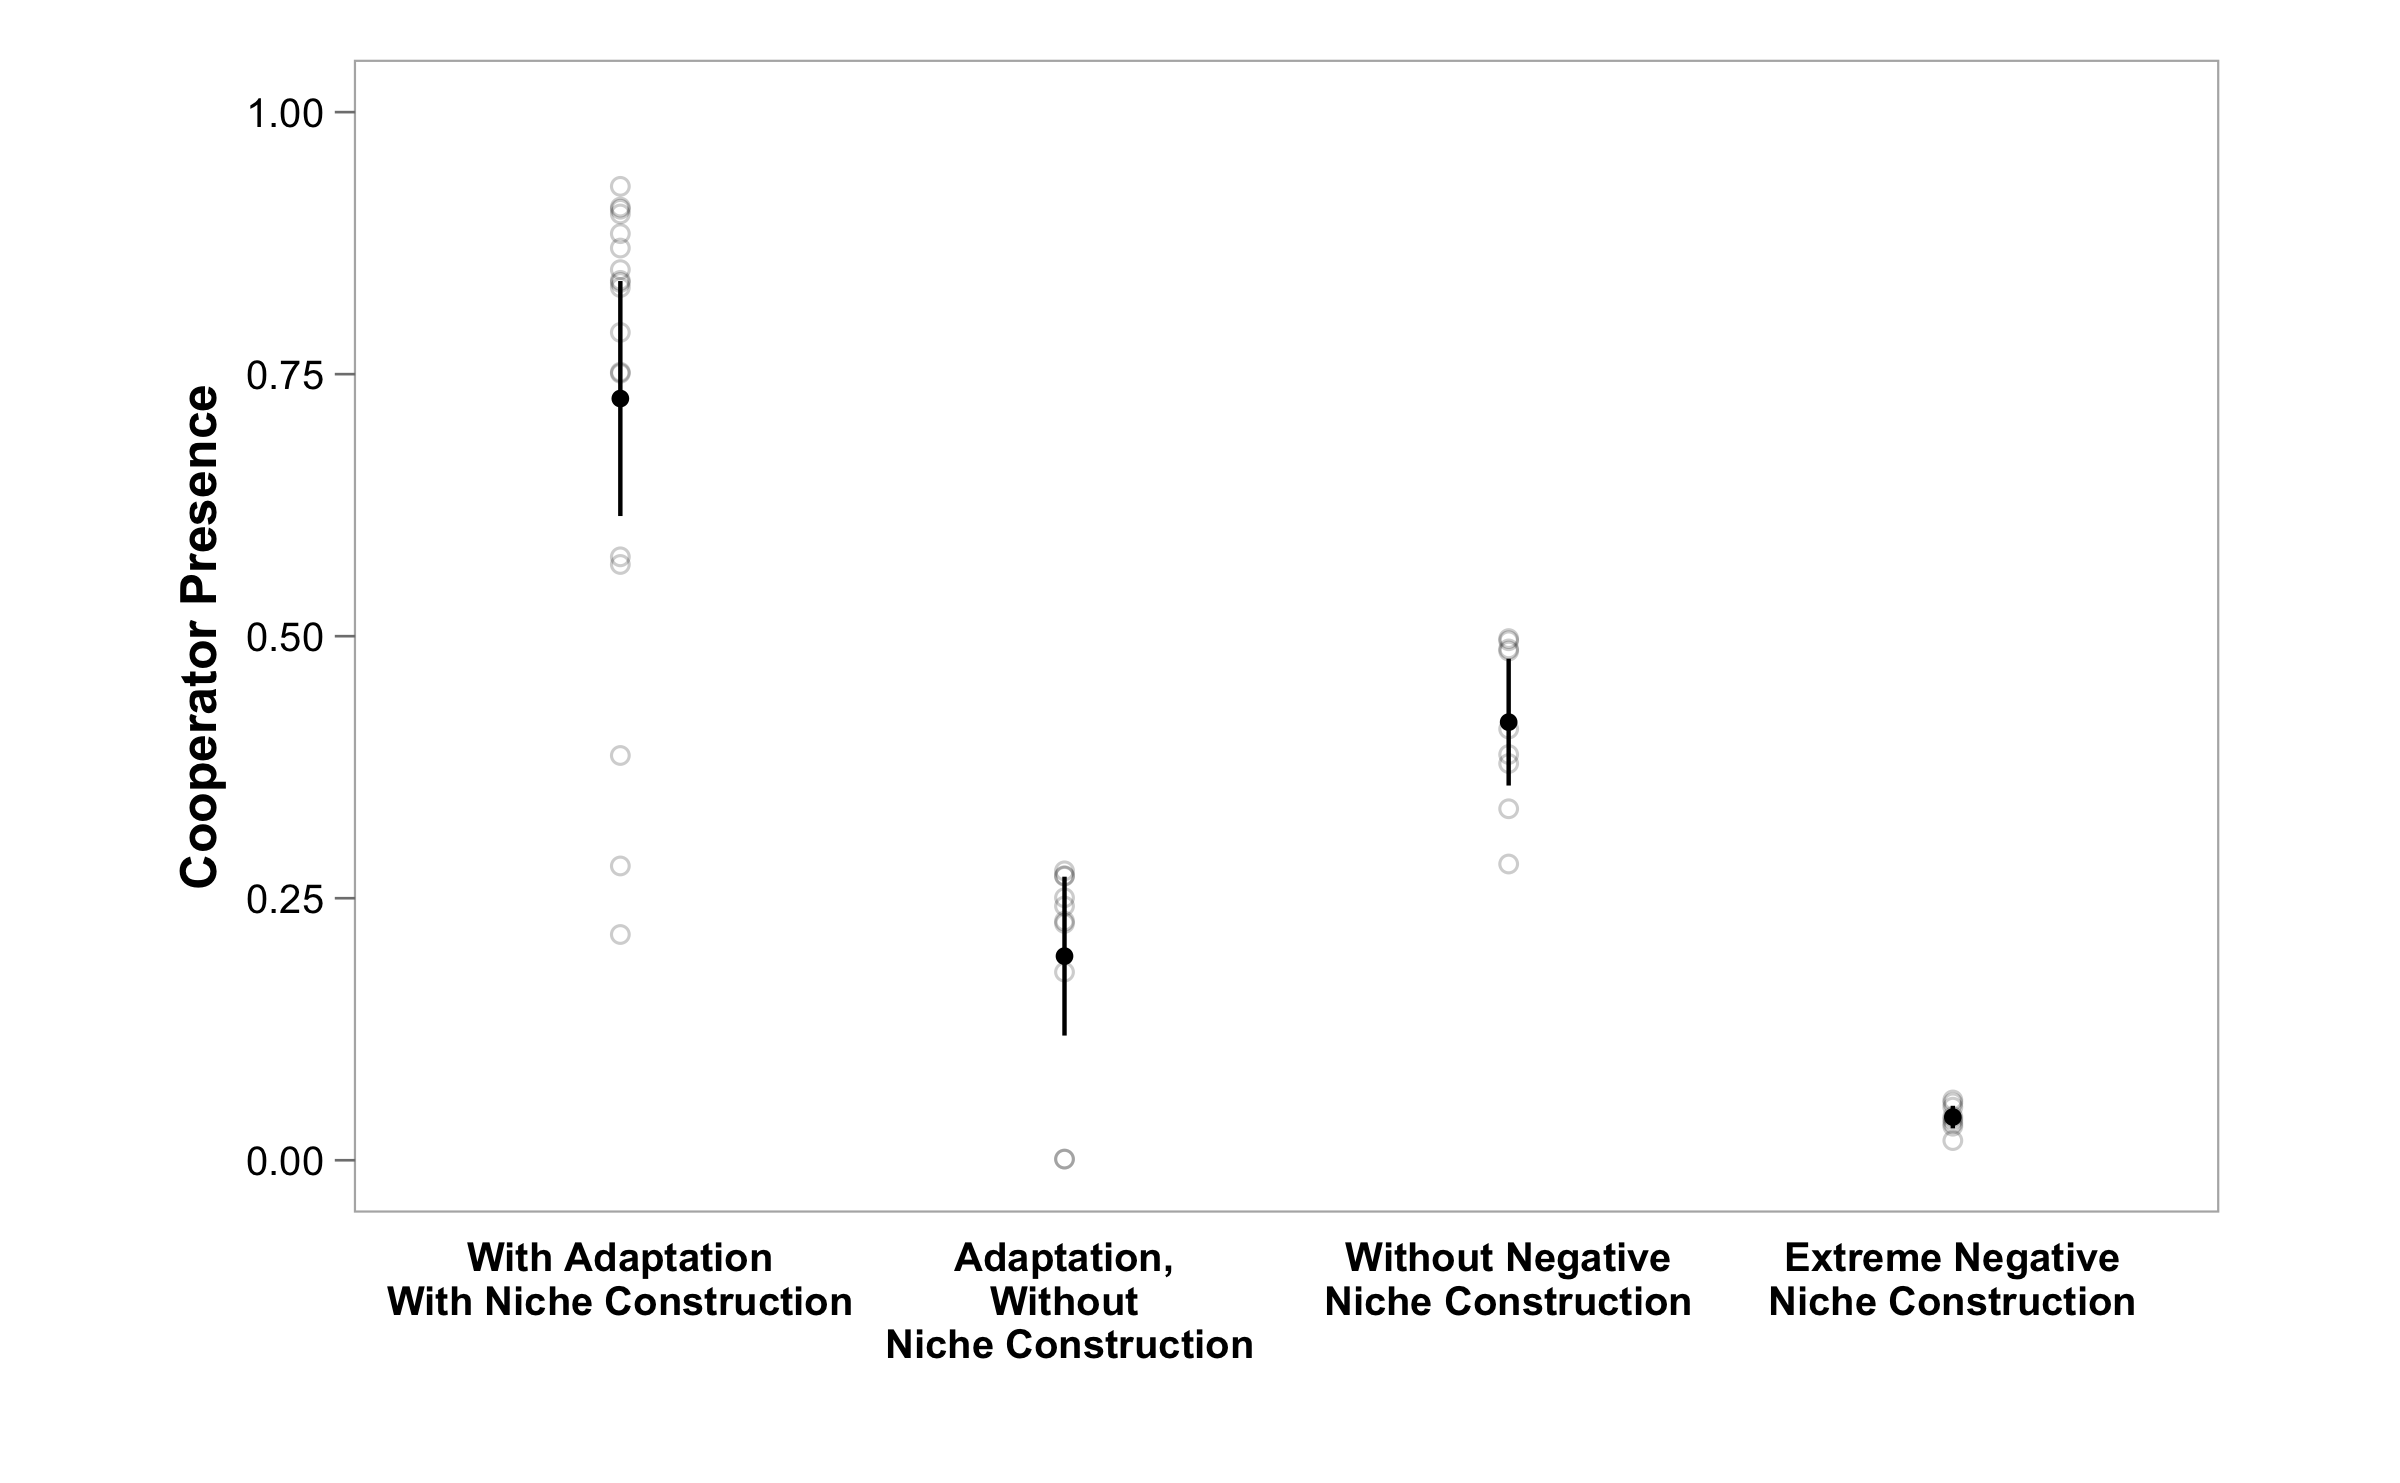 Cooperator Presence
1.00
0.75
0.50
0.25
0.00
With Adaptation
With Niche Construction
Adaptation,
Without
Niche Construction
Without Negative
Niche Construction
Extreme Negative
Niche Construction